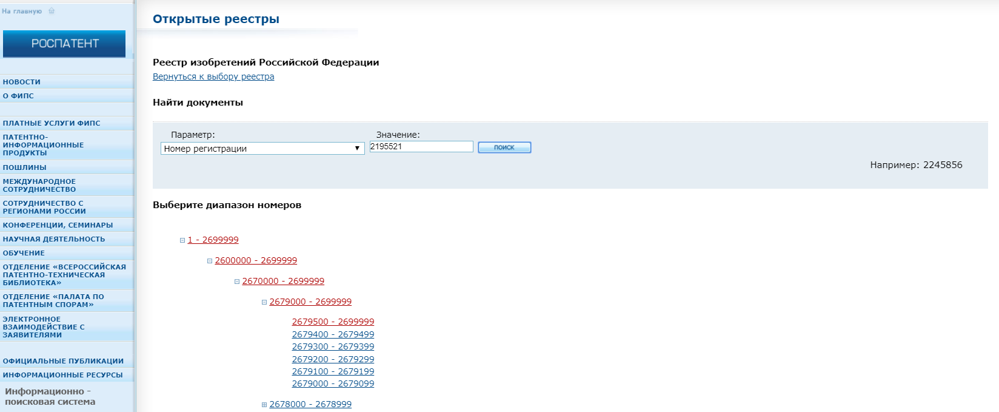 На главную
РОСПАТЕНТ
НОВОСТИ
О ФИПС
ПЛАТНЫЕ УСЛУГИ ФИПС
ПАТЕНТНО-
ИНФОРМАЦИОННЫЕ
ПРОДУКТЫ
ПОШЛИНЫ
МЕЖДУНАРОДНОЕ
СОТРУДНИЧЕСТВО
СОТРУДНИЧЕСТВО С
РЕГИОНАМИ РОССИИ
КОНФЕРЕНЦИИ, СЕМИНАРЫ
НАУЧНАЯ ДЕЯТЕЛЬНОСТЬ
ОБУЧЕНИЕ
ОТДЕЛЕНИЕ «ВСЕРОССИЙСКАЯ
ПАТЕНТНО-ТЕХНИЧЕСКАЯ
БИБЛИОТЕКА»
ОТДЕЛЕНИЕ «ПАЛАТА ПО
ПАТЕНТНЫМ СПОРАМ»
ЭЛЕКТРОННОЕ
ВЗАИМОДЕЙСТВИЕ С
ЗАЯВИТЕЛЯМИ
ОФИЦИАЛЬНЫЕ ПУБЛИКАЦИИ
ИНФОРМАЦИОННЫЕ РЕСУРСЫ
Информационно -
поисковая система
Открытые реестры
Реестр изобретений Российской Федерации
Вернуться к выбору реестра
Найти документы
Параметр: Значение:
Номер регистрации 2195521 ПОИСК
Например: 2245856
Выберите диапазон номеров
1 - 2699999
2600000 - 2699999
2670000 - 2699999
2679000 - 2699999
2679500 - 2699999
2679400 - 2679499
2679300 - 2679399
2679200 - 2679299
2679100 - 2679199
2679000 - 2679099
2678000 - 2678999